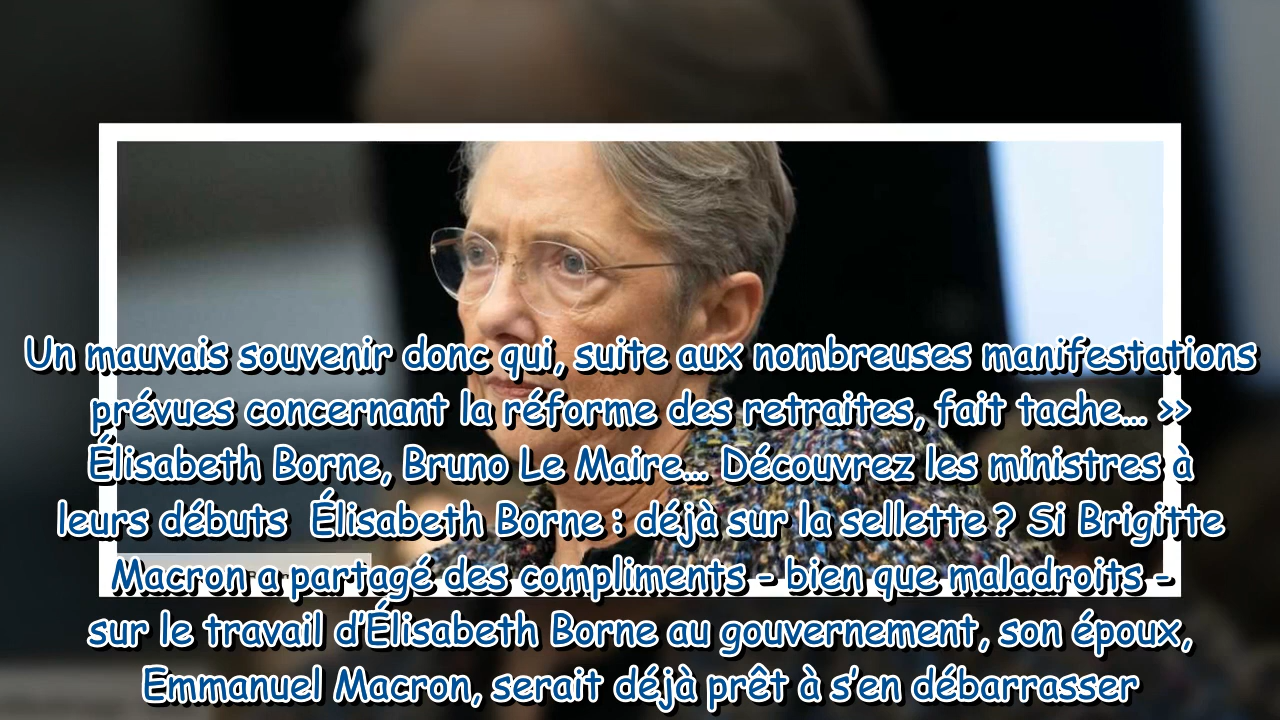 Un mauvais souvenir donc qui, suite aux nombreuses manifestations
prévues concernant la réforme des retraites, fait tache... >>
Élisabeth Borne, Bruno Le Maire... Découvrez les ministres à
leurs débuts  Élisabeth Borne : déjà sur la sellette ? Si Brigitte
Macron a partagé des compliments - bien que maladroits -
sur le travail d'Élisabeth Borne au gouvernement, son époux,
Emmanuel Macron, serait déjà prêt à s'en débarrasser